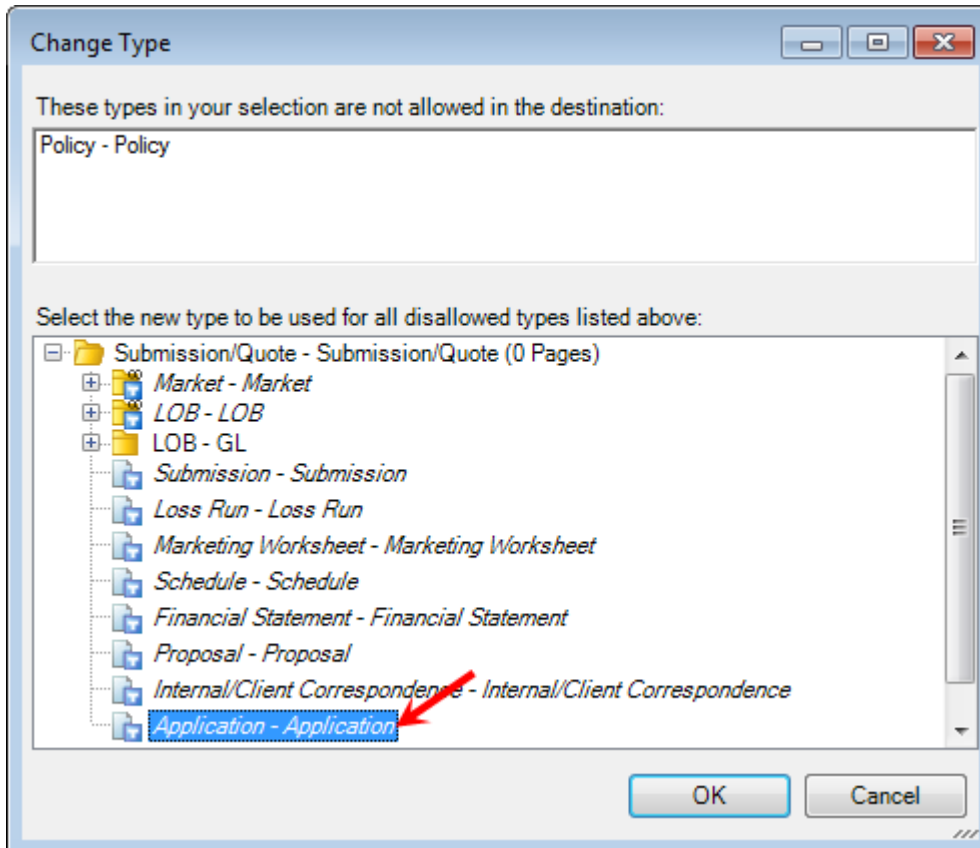 Change Type
These types in your selection are not allowed in the destination:
Policy - Policy
Select the new type to be used for all disallowed types listed above:
Submission/Quote - Submission/Quote (0 Pages)
Market - Market
LOB - LOB
LOB - GL
Submission - Submission
Loss Run - Loss Run
Marketing Worksheet - Marketing Worksheet
Schedule - Schedule
Financial Statement - Financial Statement
Proposal - Proposal
Internal/Client Correspondence - Internal/Client Correspondence
Application - Application
OK Cancel